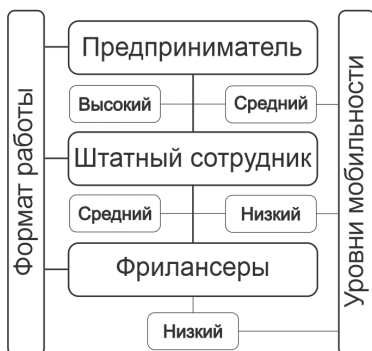 Формат работы
Предприниматель
Высокий
Средний
Штатный сотрудник
Средний
Низкий
Фрилансеры
Низкий
Уровни мобильности